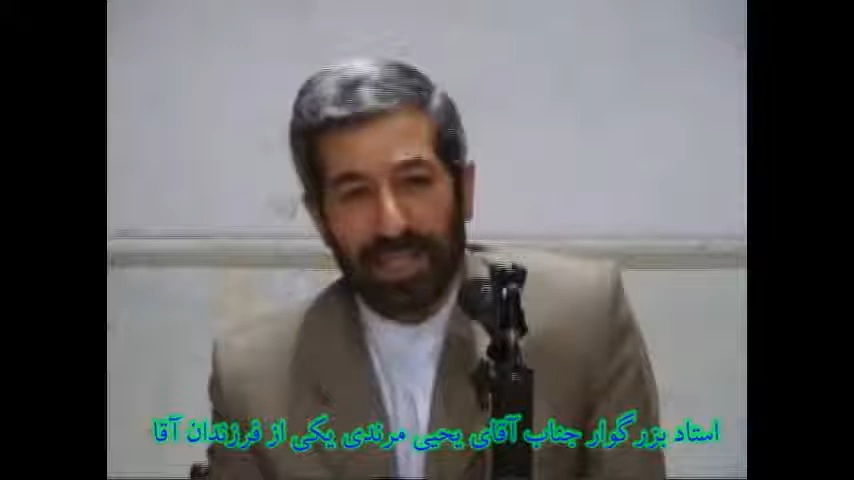 استاد بزرگوار جناب آقای یحیی مرندی یکی از فرزندان آقا